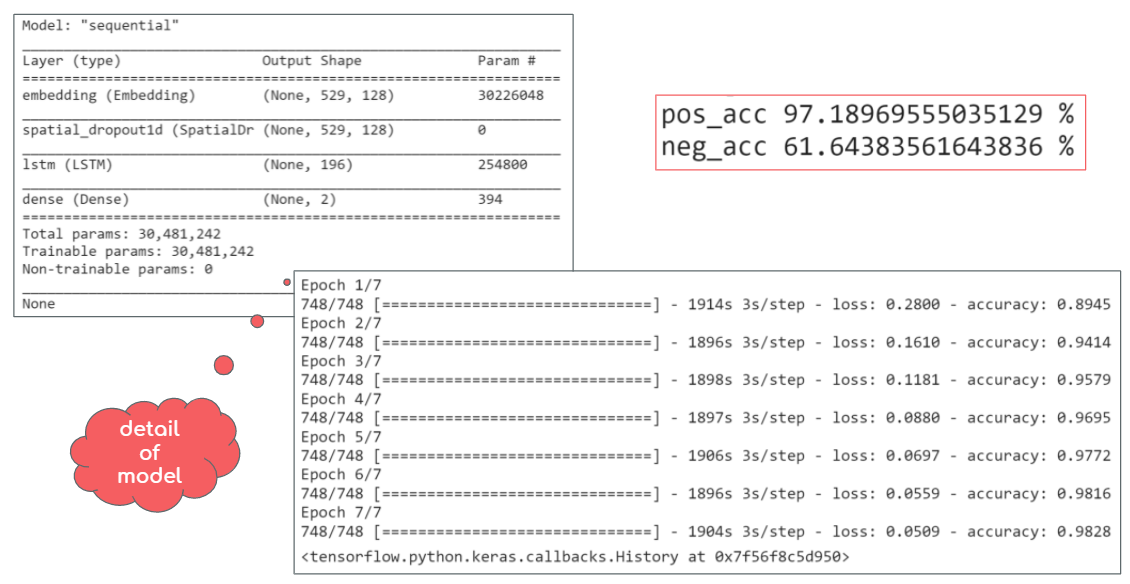 Model: "sequential"
Layer (type) Output Shape Param #
=================================================================
embedding (Embedding) (None, 529, 128) 30226048
spatial_dropout1d (SpatialDr (None, 529, 128) 0
lstm (LSTM) (None, 196) 254800
dense (Dense) (None, 2) 394
=================================================================
Total params: 30,481,242
Trainable params: 30,481,242
Non-trainable params: 0
None
pos_acc 97.18969555035129 %
neg_acc 61.64383561643836 %
Epoch 1/7
748/748 [==============================] - 1914s 3s/step - loss: 0.2800 - accuracy: 0.8945
Epoch 2/7
748/748 [==============================] - 1896s 3s/step - loss: 0.1610 - accuracy: 0.9414
Epoch 3/7
748/748 [==============================] - 1898s 3s/step - loss: 0.1181 - accuracy: 0.9579
Epoch 4/7
748/748 [==============================] - 1897s 3s/step - loss: 0.0880 - accuracy: 0.9695
Epoch 5/7
748/748 [==============================] - 1906s 3s/step - loss: 0.0697 - accuracy: 0.9772
Epoch 6/7
748/748 [==============================] - 1896s 3s/step - loss: 0.0559 - accuracy: 0.9816
Epoch 7/7
748/748 [==============================] - 1904s 3s/step - loss: 0.0509 - accuracy: 0.9828
<tensorflow.python.keras.callbacks.History at 0x7f56f8c5d950>
detail
of
model